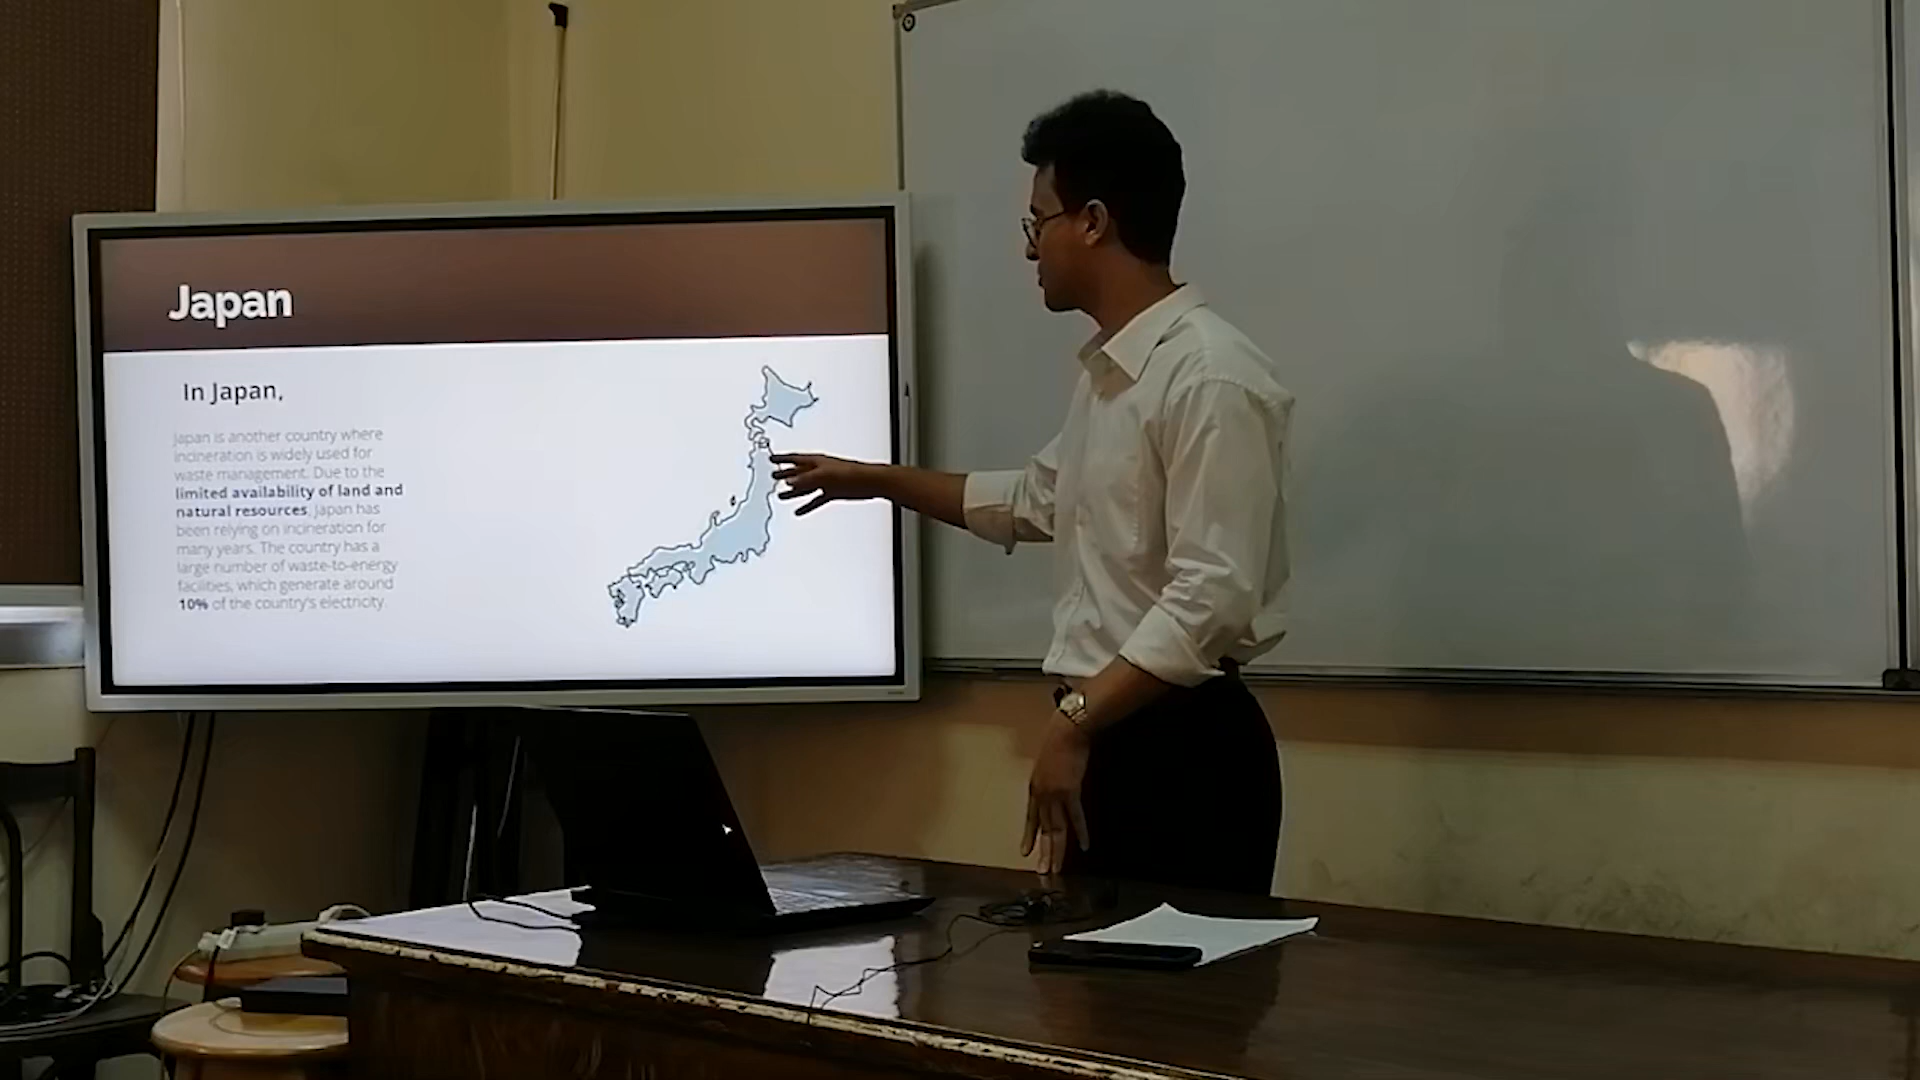 Japan
In Japan,
Japan is another country where
incineration is widely used for
waste management. Due to the
limited availability of land and
natural resources, Japan has
been relying on incineration for
many years. The country has a
large number of waste-to-energy
facilities, which generate around
10% of the country's electricity.